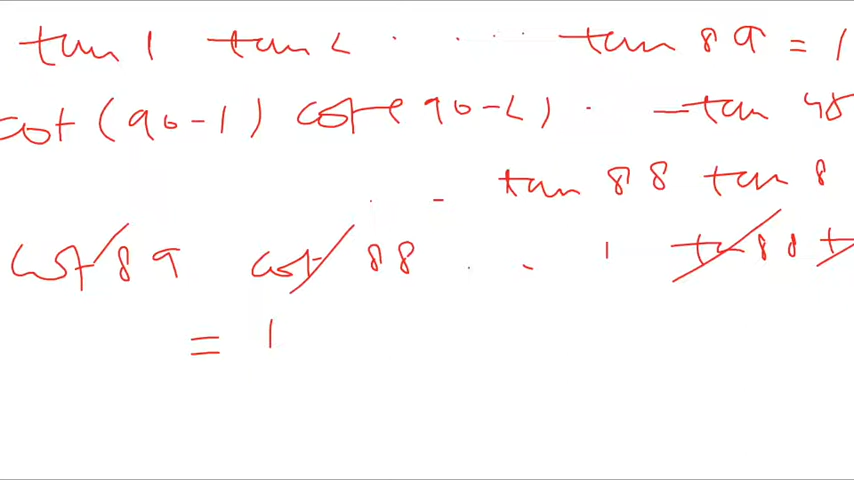 tan 1 tan 2 . . . . tan 89 = 1
cot (90-1) cot (90-2) . - tan 45
. - tan 88 tan 8
cot 89 cot 88 . . 1 tan 88 t
= 1